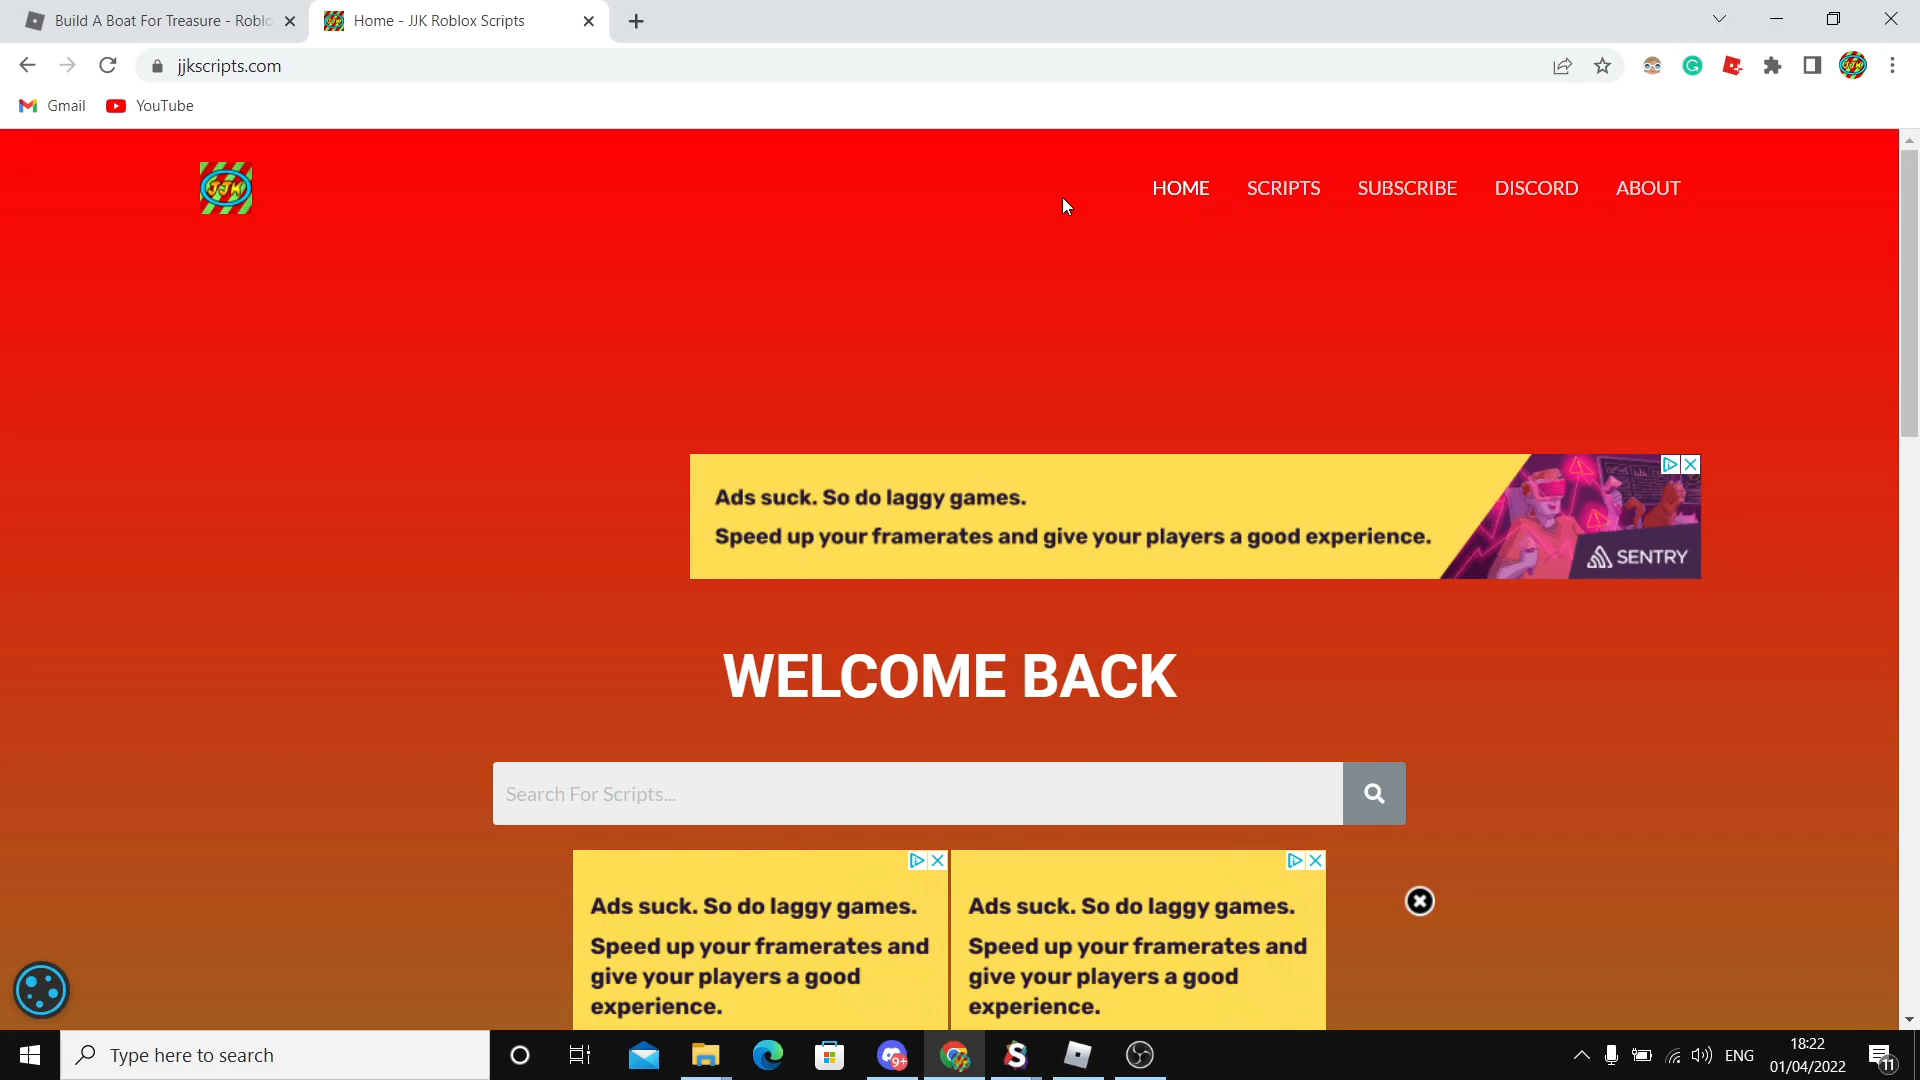 Build A Boat For Treasure - Roblo
Home - JJK Roblox Scripts
jjkscripts.com
Gmail
YouTube
JJK
HOME
SCRIPTS
SUBSCRIBE
DISCORD
ABOUT
Ads suck. So do laggy games.
Speed up your framerates and give your players a good experience.
SENTRY
WELCOME BACK
Search For Scripts...
Ads suck. So do laggy games.
Speed up your framerates and
give your players a good
experience.
Ads suck. So do laggy games.
Speed up your framerates and
give your players a good
experience.
Type here to search
9+
ENG
18:22
01/04/2022
11